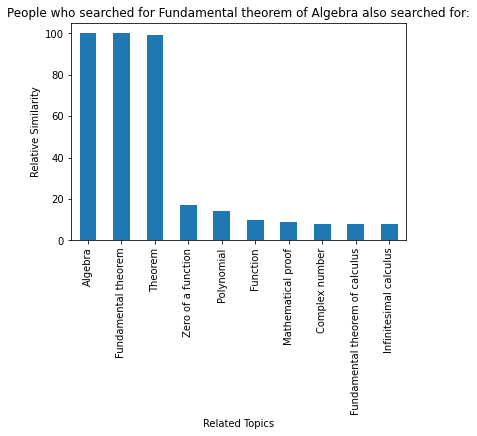 People who searched for Fundamental theorem of Algebra also searched for:
100
80
60
40
20
0
Relative Similarity
Algebra
Fundamental theorem
Theorem
Zero of a function
Polynomial
Function
Mathematical proof
Complex number
Fundamental theorem of calculus
Infinitesimal calculus
Related Topics